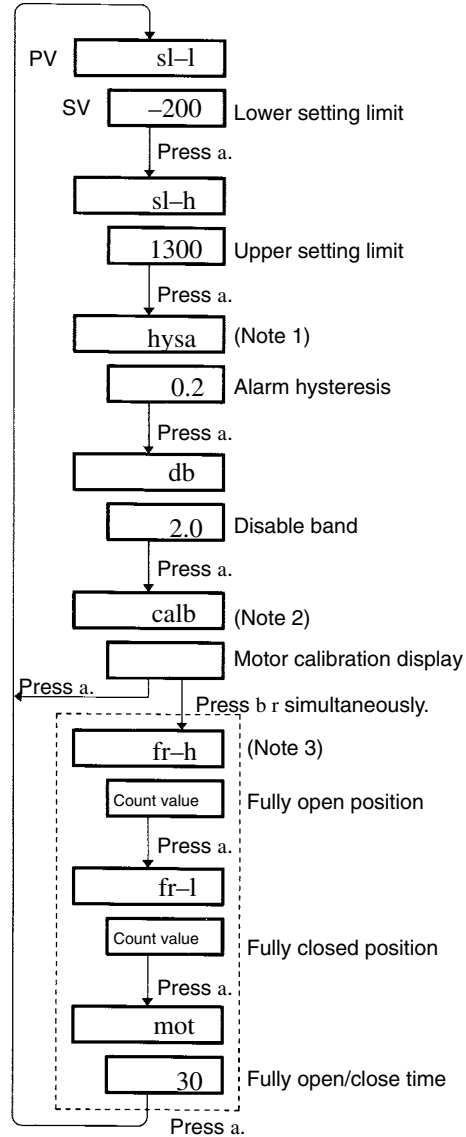 PV sl–l
SV –200 Lower setting limit
Press a.
sl–h
1300 Upper setting limit
Press a.
hysa (Note 1)
0.2 Alarm hysteresis
Press a.
db
2.0 Disable band
Press a.
calb (Note 2)
Motor calibration display
Press a.
Press b r simultaneously.
fr–h (Note 3)
Count value Fully open position
Press a.
fr–l
Count value Fully closed position
Press a.
mot
30 Fully open/close time
Press a.